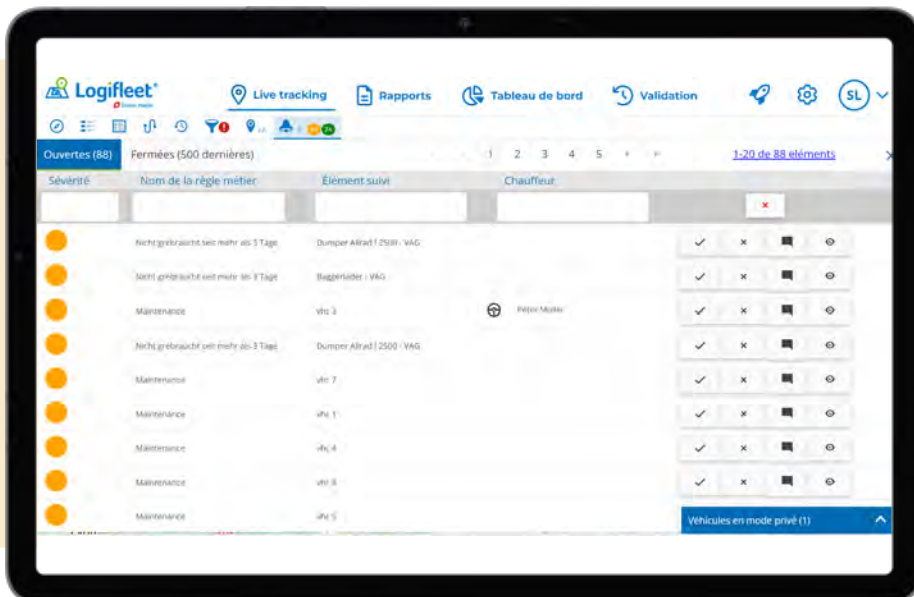 Logifleet
Live tracking
Rapports
Tableau de bord
Validation
SL
24
Ouvertes (88)
Fermées (500 dernières)
1 2 3 4 5
1-20 de 88 eléments
Sévérité
Nom de la règle métier
Élément suivi
Chauffeur
Nicht gebraucht seit mehr als 3 Tage
Dumper Allrad | 2500 - VAG
Nicht gebraucht seit mehr als 3 Tage
Baggerlader - VAG
Maintenance
vhc 3
Peter Muller
Nicht gebraucht seit mehr als 3 Tage
Dumper Allrad | 2500 - VAG
Maintenance
vhc 7
Maintenance
vhc 1
Maintenance
vhc 4
Maintenance
vhc 8
Maintenance
vhc 5
Véhicules en mode privé (1)